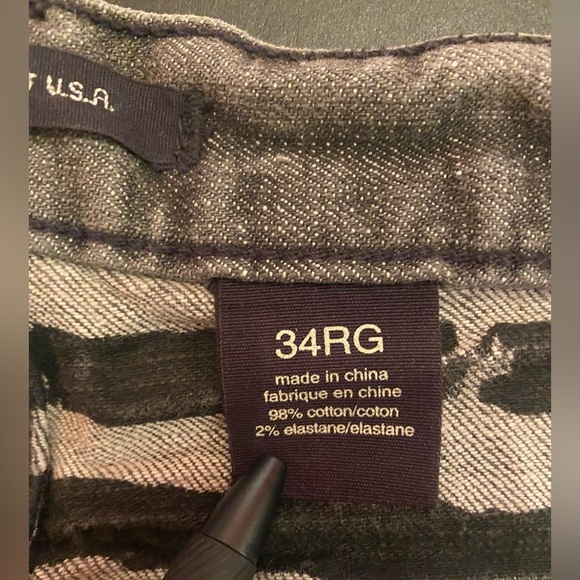 U.S.A.
34RG
made in china
fabrique en chine
98% cotton/coton
2% elastane/elastane